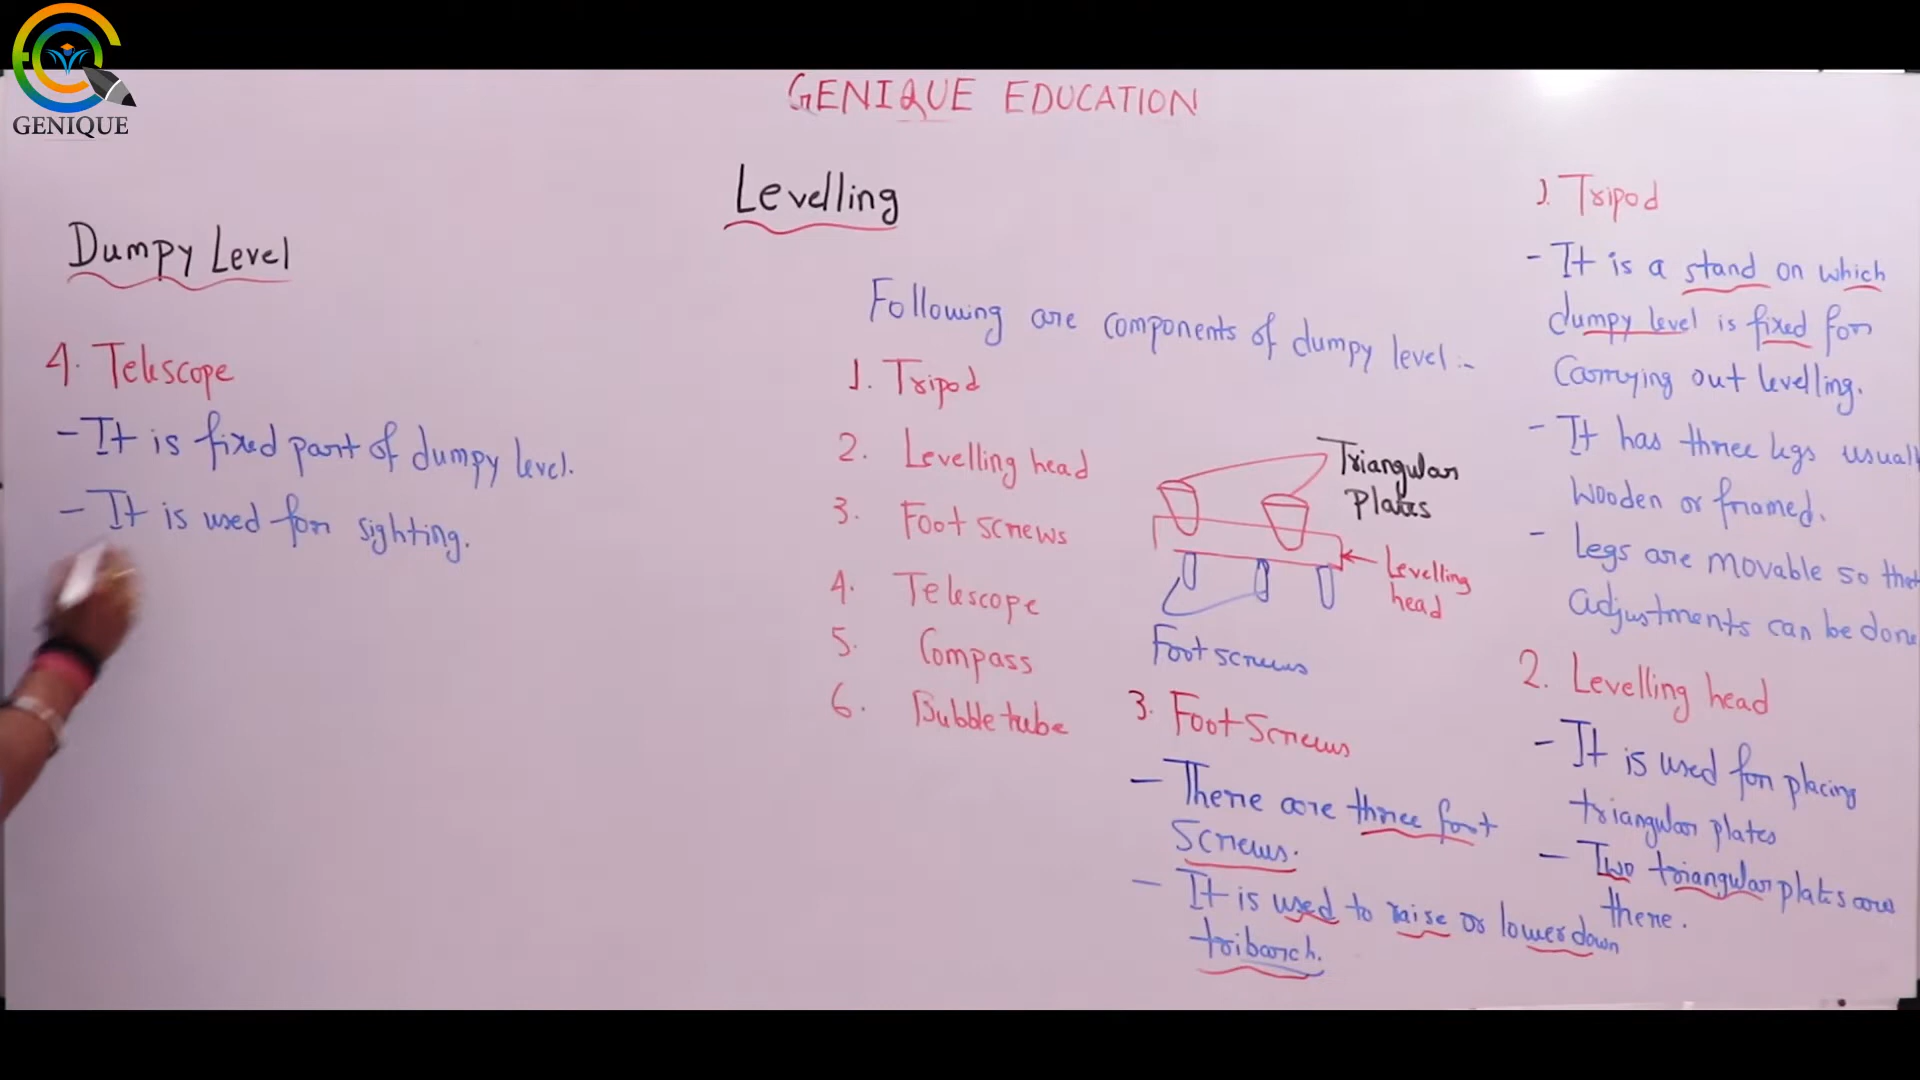 GENIQUE
GENIQUE EDUCATION
Levelling
Dumpy Level
4. Telescope
- It is fixed part of dumpy level.
- It is used for sighting.
Following are components of dumpy level :-
1. Tripod
2. Levelling head
3. Foot screws
4. Telescope
5. Compass
6. Bubble tube
Triangular
Plates
Levelling
head
Foot screws
3. Foot Screws
- There are three foot
Screws.
- It is used to raise or lower down
tribarch.
1. Tripod
- It is a stand on which
dumpy level is fixed for
Carrying out levelling.
- It has three legs usuall
wooden or framed.
- Legs are movable so that
adjustments can be done
2. Levelling head
- It is used for placing
triangular plates
- Two triangular plates are
there.